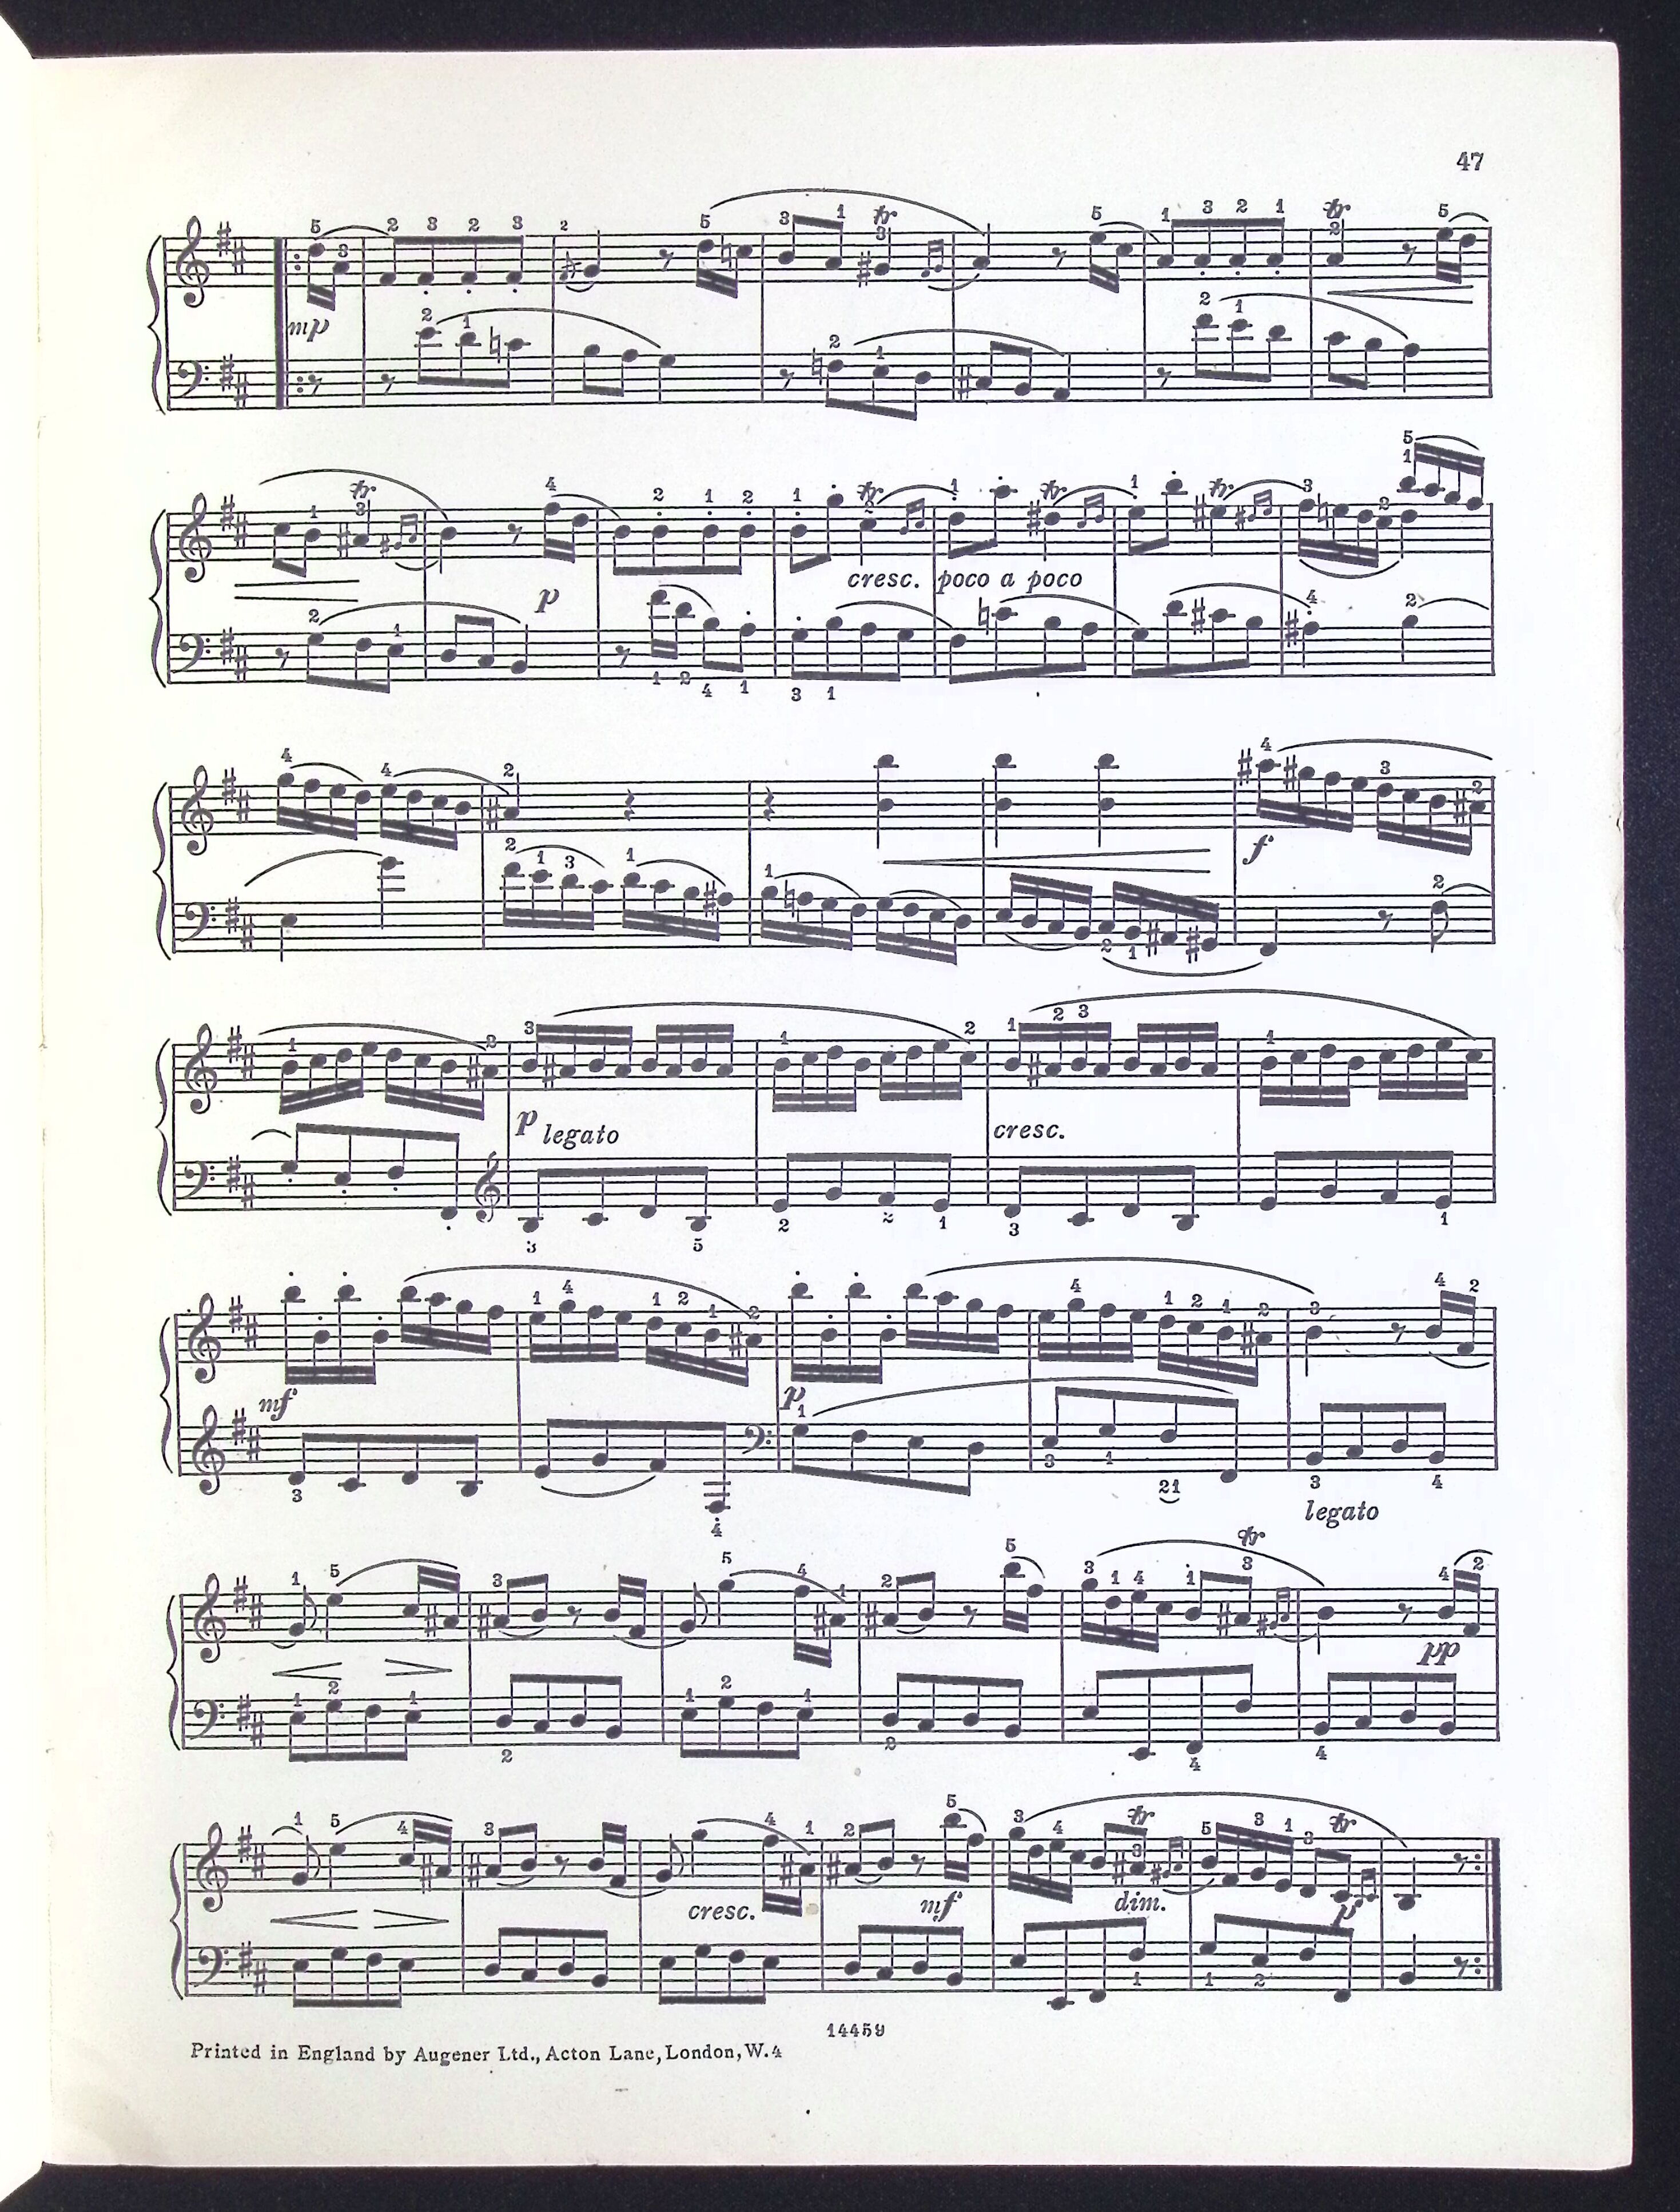 47
mp
p
cresc. poco a poco
f
p legato
cresc.
mf
p
legato
pp
cresc.
mf
dim.
p
14459
Printed in England by Augener Ltd., Acton Lane, London, W.4